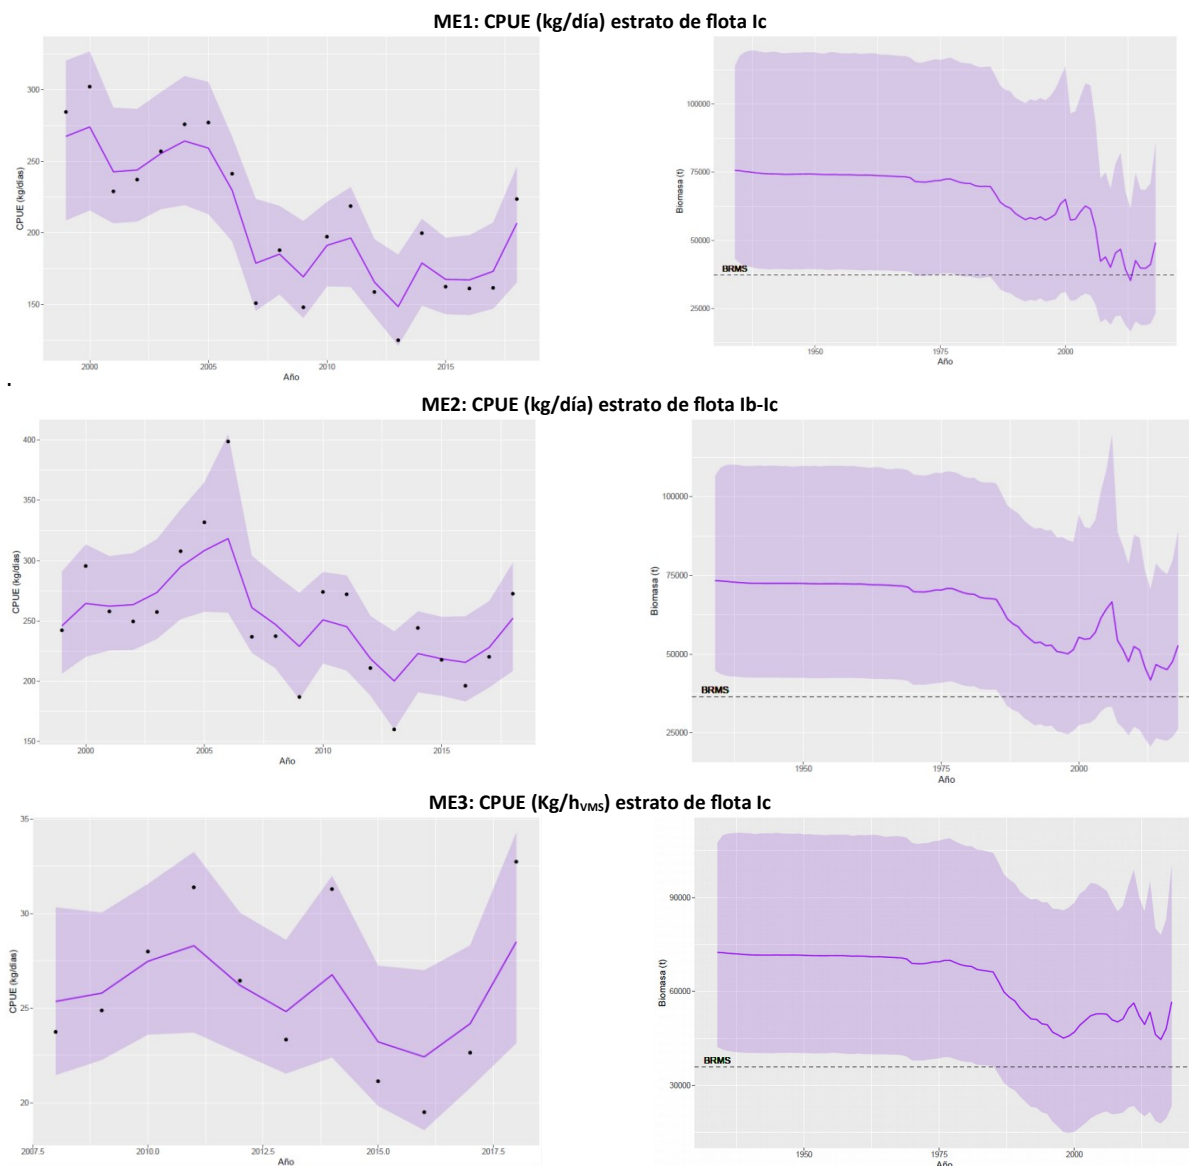 ME1: CPUE (kg/día) estrato de flota Ic
300
250
200
150
CPUE (kg/días)
2000 2005 2010 2015
Año
100000
75000
50000
25000
Biomasa (t)
BRMS
1950 1975 2000
Año
.
ME2: CPUE (kg/día) estrato de flota Ib-Ic
400
350
300
250
200
150
CPUE (kg/días)
2000 2005 2010 2015
Año
100000
75000
50000
25000
Biomasa (t)
BRMS
1950 1975 2000
Año
ME3: CPUE (Kg/hVMS) estrato de flota Ic
35
30
25
20
CPUE (kg/días)
2007.5 2010.0 2012.5 2015.0 2017.5
Año
90000
60000
30000
Biomasa (t)
BRMS
1950 1975 2000
Año